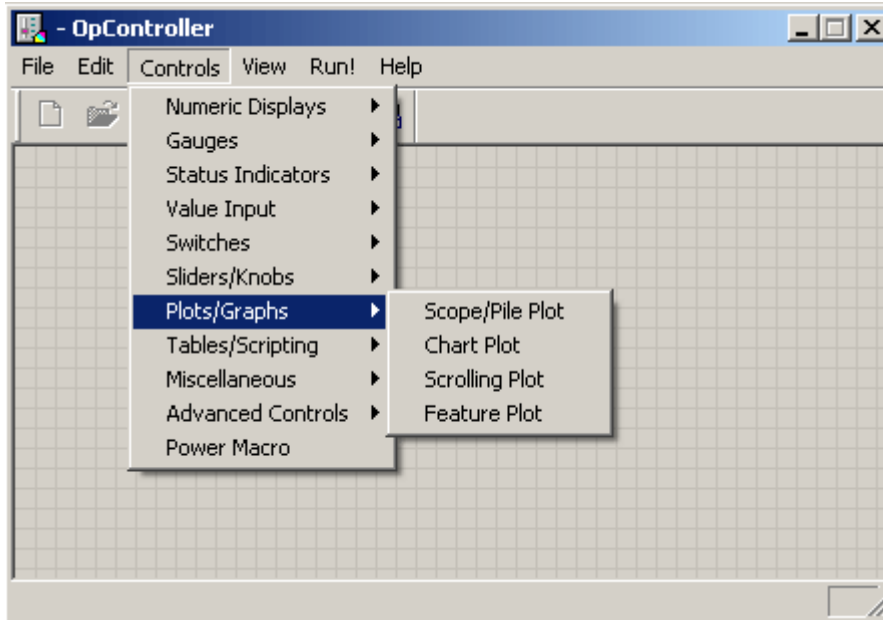 - OpController
File Edit Controls View Run! Help
Numeric Displays
Gauges
Status Indicators
Value Input
Switches
Sliders/Knobs
Plots/Graphs
Tables/Scripting
Miscellaneous
Advanced Controls
Power Macro
Scope/Pile Plot
Chart Plot
Scrolling Plot
Feature Plot